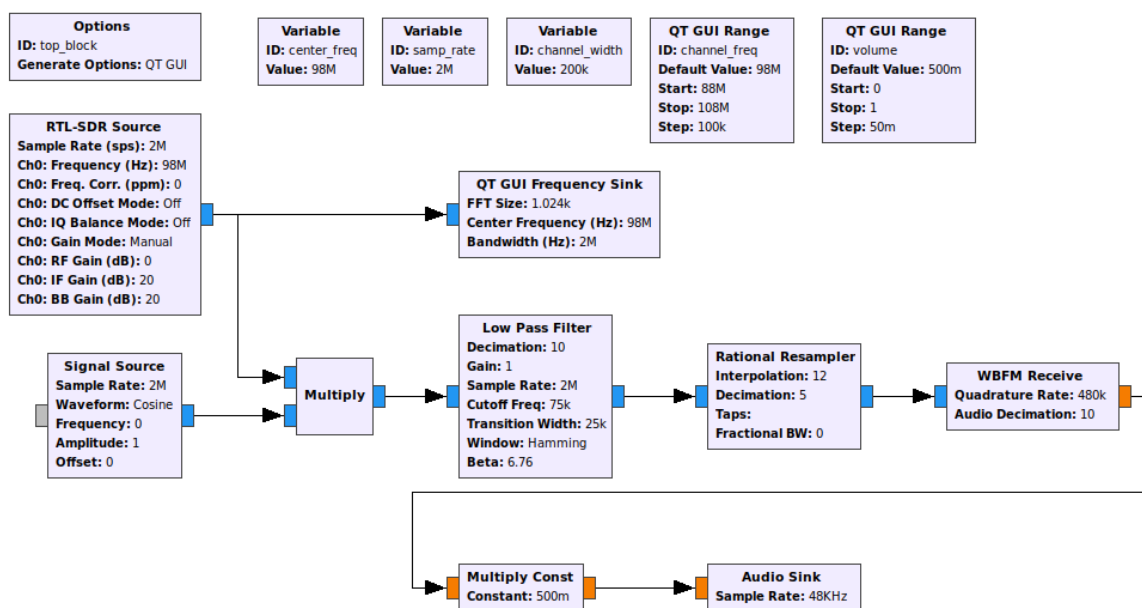 Options
ID: top_block
Generate Options: QT GUI
Variable
ID: center_freq
Value: 98M
Variable
ID: samp_rate
Value: 2M
Variable
ID: channel_width
Value: 200k
QT GUI Range
ID: channel_freq
Default Value: 98M
Start: 88M
Stop: 108M
Step: 100k
QT GUI Range
ID: volume
Default Value: 500m
Start: 0
Stop: 1
Step: 50m
RTL-SDR Source
Sample Rate (sps): 2M
Ch0: Frequency (Hz): 98M
Ch0: Freq. Corr. (ppm): 0
Ch0: DC Offset Mode: Off
Ch0: IQ Balance Mode: Off
Ch0: Gain Mode: Manual
Ch0: RF Gain (dB): 0
Ch0: IF Gain (dB): 20
Ch0: BB Gain (dB): 20
QT GUI Frequency Sink
FFT Size: 1.024k
Center Frequency (Hz): 98M
Bandwidth (Hz): 2M
Signal Source
Sample Rate: 2M
Waveform: Cosine
Frequency: 0
Amplitude: 1
Offset: 0
Multiply
Low Pass Filter
Decimation: 10
Gain: 1
Sample Rate: 2M
Cutoff Freq: 75k
Transition Width: 25k
Window: Hamming
Beta: 6.76
Rational Resampler
Interpolation: 12
Decimation: 5
Taps:
Fractional BW: 0
WBFM Receive
Quadrature Rate: 480k
Audio Decimation: 10
Multiply Const
Constant: 500m
Audio Sink
Sample Rate: 48KHz